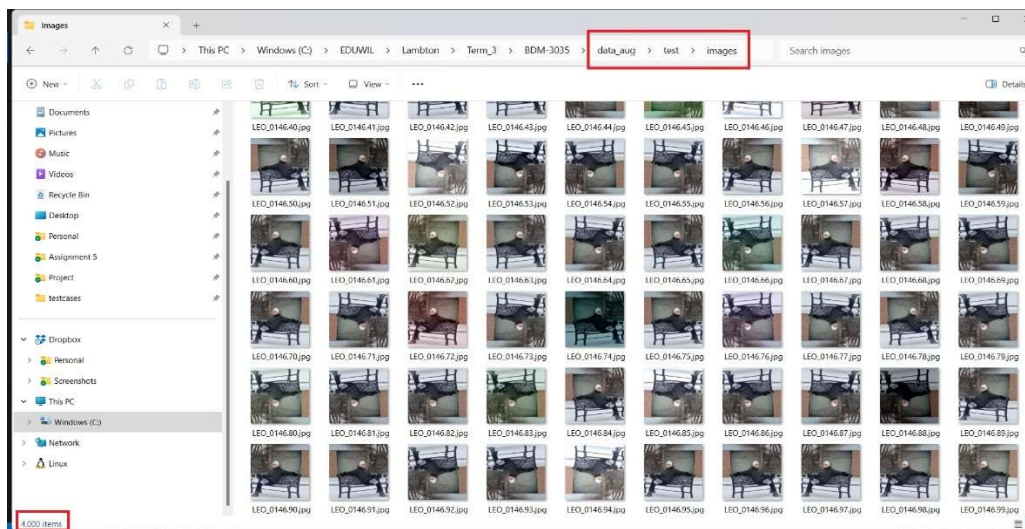 Images
This PC > Windows (C:) > EDUWIL > Lambton > Term_3 > BDM-3035 > data_aug > test > images
Search images
New
Sort
View
Details
Documents
LEO_0146.40.jpg LEO_0146.41.jpg LEO_0146.42.jpg LEO_0146.43.jpg LEO_0146.44.jpg LEO_0146.45.jpg LEO_0146.46.jpg LEO_0146.47.jpg LEO_0146.48.jpg LEO_0146.49.jpg
Pictures
Music
Videos
Recycle Bin
LEO_0146.50.jpg LEO_0146.51.jpg LEO_0146.52.jpg LEO_0146.53.jpg LEO_0146.54.jpg LEO_0146.55.jpg LEO_0146.56.jpg LEO_0146.57.jpg LEO_0146.58.jpg LEO_0146.59.jpg
Desktop
Personal
Assignment 5
Project
LEO_0146.60.jpg LEO_0146.61.jpg LEO_0146.62.jpg LEO_0146.63.jpg LEO_0146.64.jpg LEO_0146.65.jpg LEO_0146.66.jpg LEO_0146.67.jpg LEO_0146.68.jpg LEO_0146.69.jpg
testcases
Dropbox
Personal
LEO_0146.70.jpg LEO_0146.71.jpg LEO_0146.72.jpg LEO_0146.73.jpg LEO_0146.74.jpg LEO_0146.75.jpg LEO_0146.76.jpg LEO_0146.77.jpg LEO_0146.78.jpg LEO_0146.79.jpg
Screenshots
This PC
Windows (C:)
LEO_0146.80.jpg LEO_0146.81.jpg LEO_0146.82.jpg LEO_0146.83.jpg LEO_0146.84.jpg LEO_0146.85.jpg LEO_0146.86.jpg LEO_0146.87.jpg LEO_0146.88.jpg LEO_0146.89.jpg
Network
Linux
LEO_0146.90.jpg LEO_0146.91.jpg LEO_0146.92.jpg LEO_0146.93.jpg LEO_0146.94.jpg LEO_0146.95.jpg LEO_0146.96.jpg LEO_0146.97.jpg LEO_0146.98.jpg LEO_0146.99.jpg
4,000 items